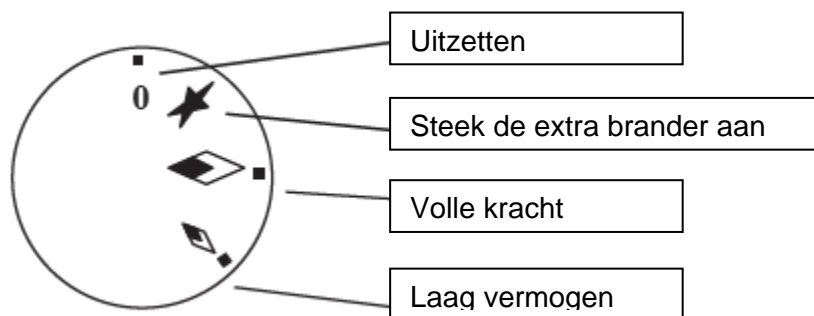 Uitzetten
0
Steek de extra brander aan
Volle kracht
Laag vermogen